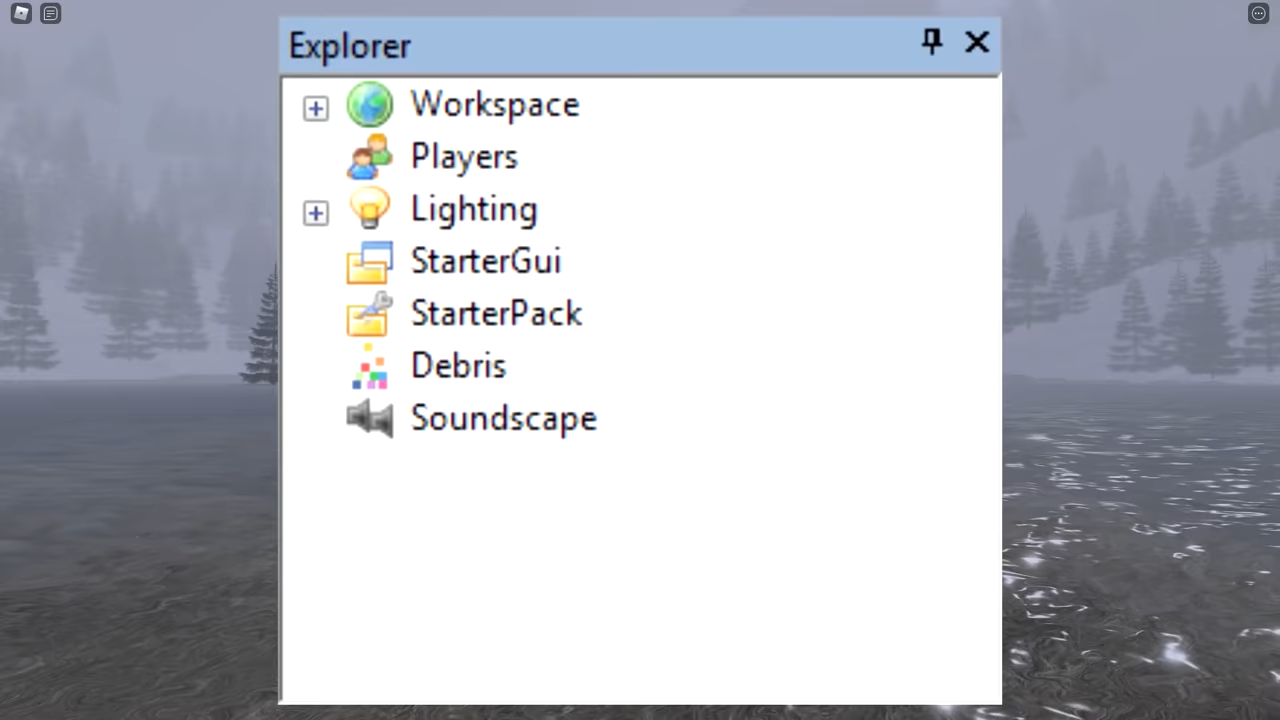 Explorer
Workspace
Players
Lighting
StarterGui
StarterPack
Debris
Soundscape